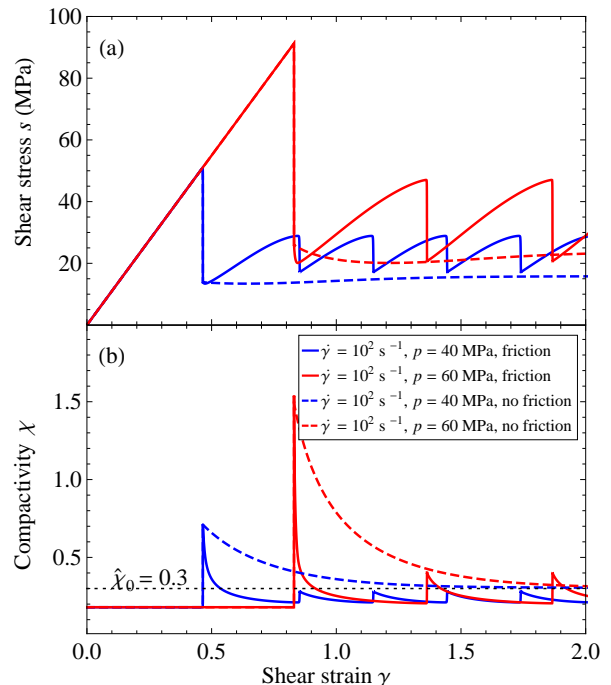 100
(a)
80
60
40
20
Shear stress s (MPa)
(b)
γ̇ = 10² s⁻¹, p = 40 MPa, friction
γ̇ = 10² s⁻¹, p = 60 MPa, friction
γ̇ = 10² s⁻¹, p = 40 MPa, no friction
γ̇ = 10² s⁻¹, p = 60 MPa, no friction
1.5
1.0
0.5
Compactivity χ
χ̂₀ = 0.3
0.0 0.5 1.0 1.5 2.0
Shear strain γ